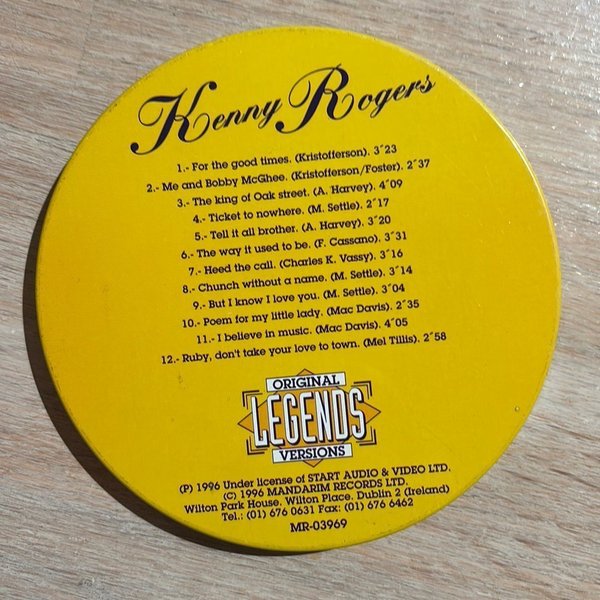 Kenny Rogers
1.- For the good times. (Kristofferson). 3˝23
2.- Me and Bobby McGhee. (Kristofferson/Foster). 2˝37
3.- The king of Oak street. (A. Harvey). 4˝09
4.- Ticket to nowhere. (M. Settle). 2˝17
5.- Tell it all brother. (A. Harvey). 3˝20
6.- The way it used to be. (F. Cassano). 3˝31
7.- Heed the call. (Charles K. Vassy). 3˝16
8.- Chunch without a name. (M. Settle). 3˝14
9.- But I know I love you. (M. Settle). 3˝04
10.- Poem for my little lady. (Mac Davis). 2˝35
11.- I believe in music. (Mac Davis). 4˝05
12.- Ruby, don't take your love to town. (Mel Tillis). 2˝58
ORIGINAL
LEGENDS
VERSIONS
(P) 1996 Under license of START AUDIO & VIDEO LTD.
(C) 1996 MANDARIM RECORDS LTD.
Wilton Park House, Wilton Place, Dublin 2 (Ireland)
Tel.: (01) 676 0631 Fax: (01) 676 6462
MR-03969